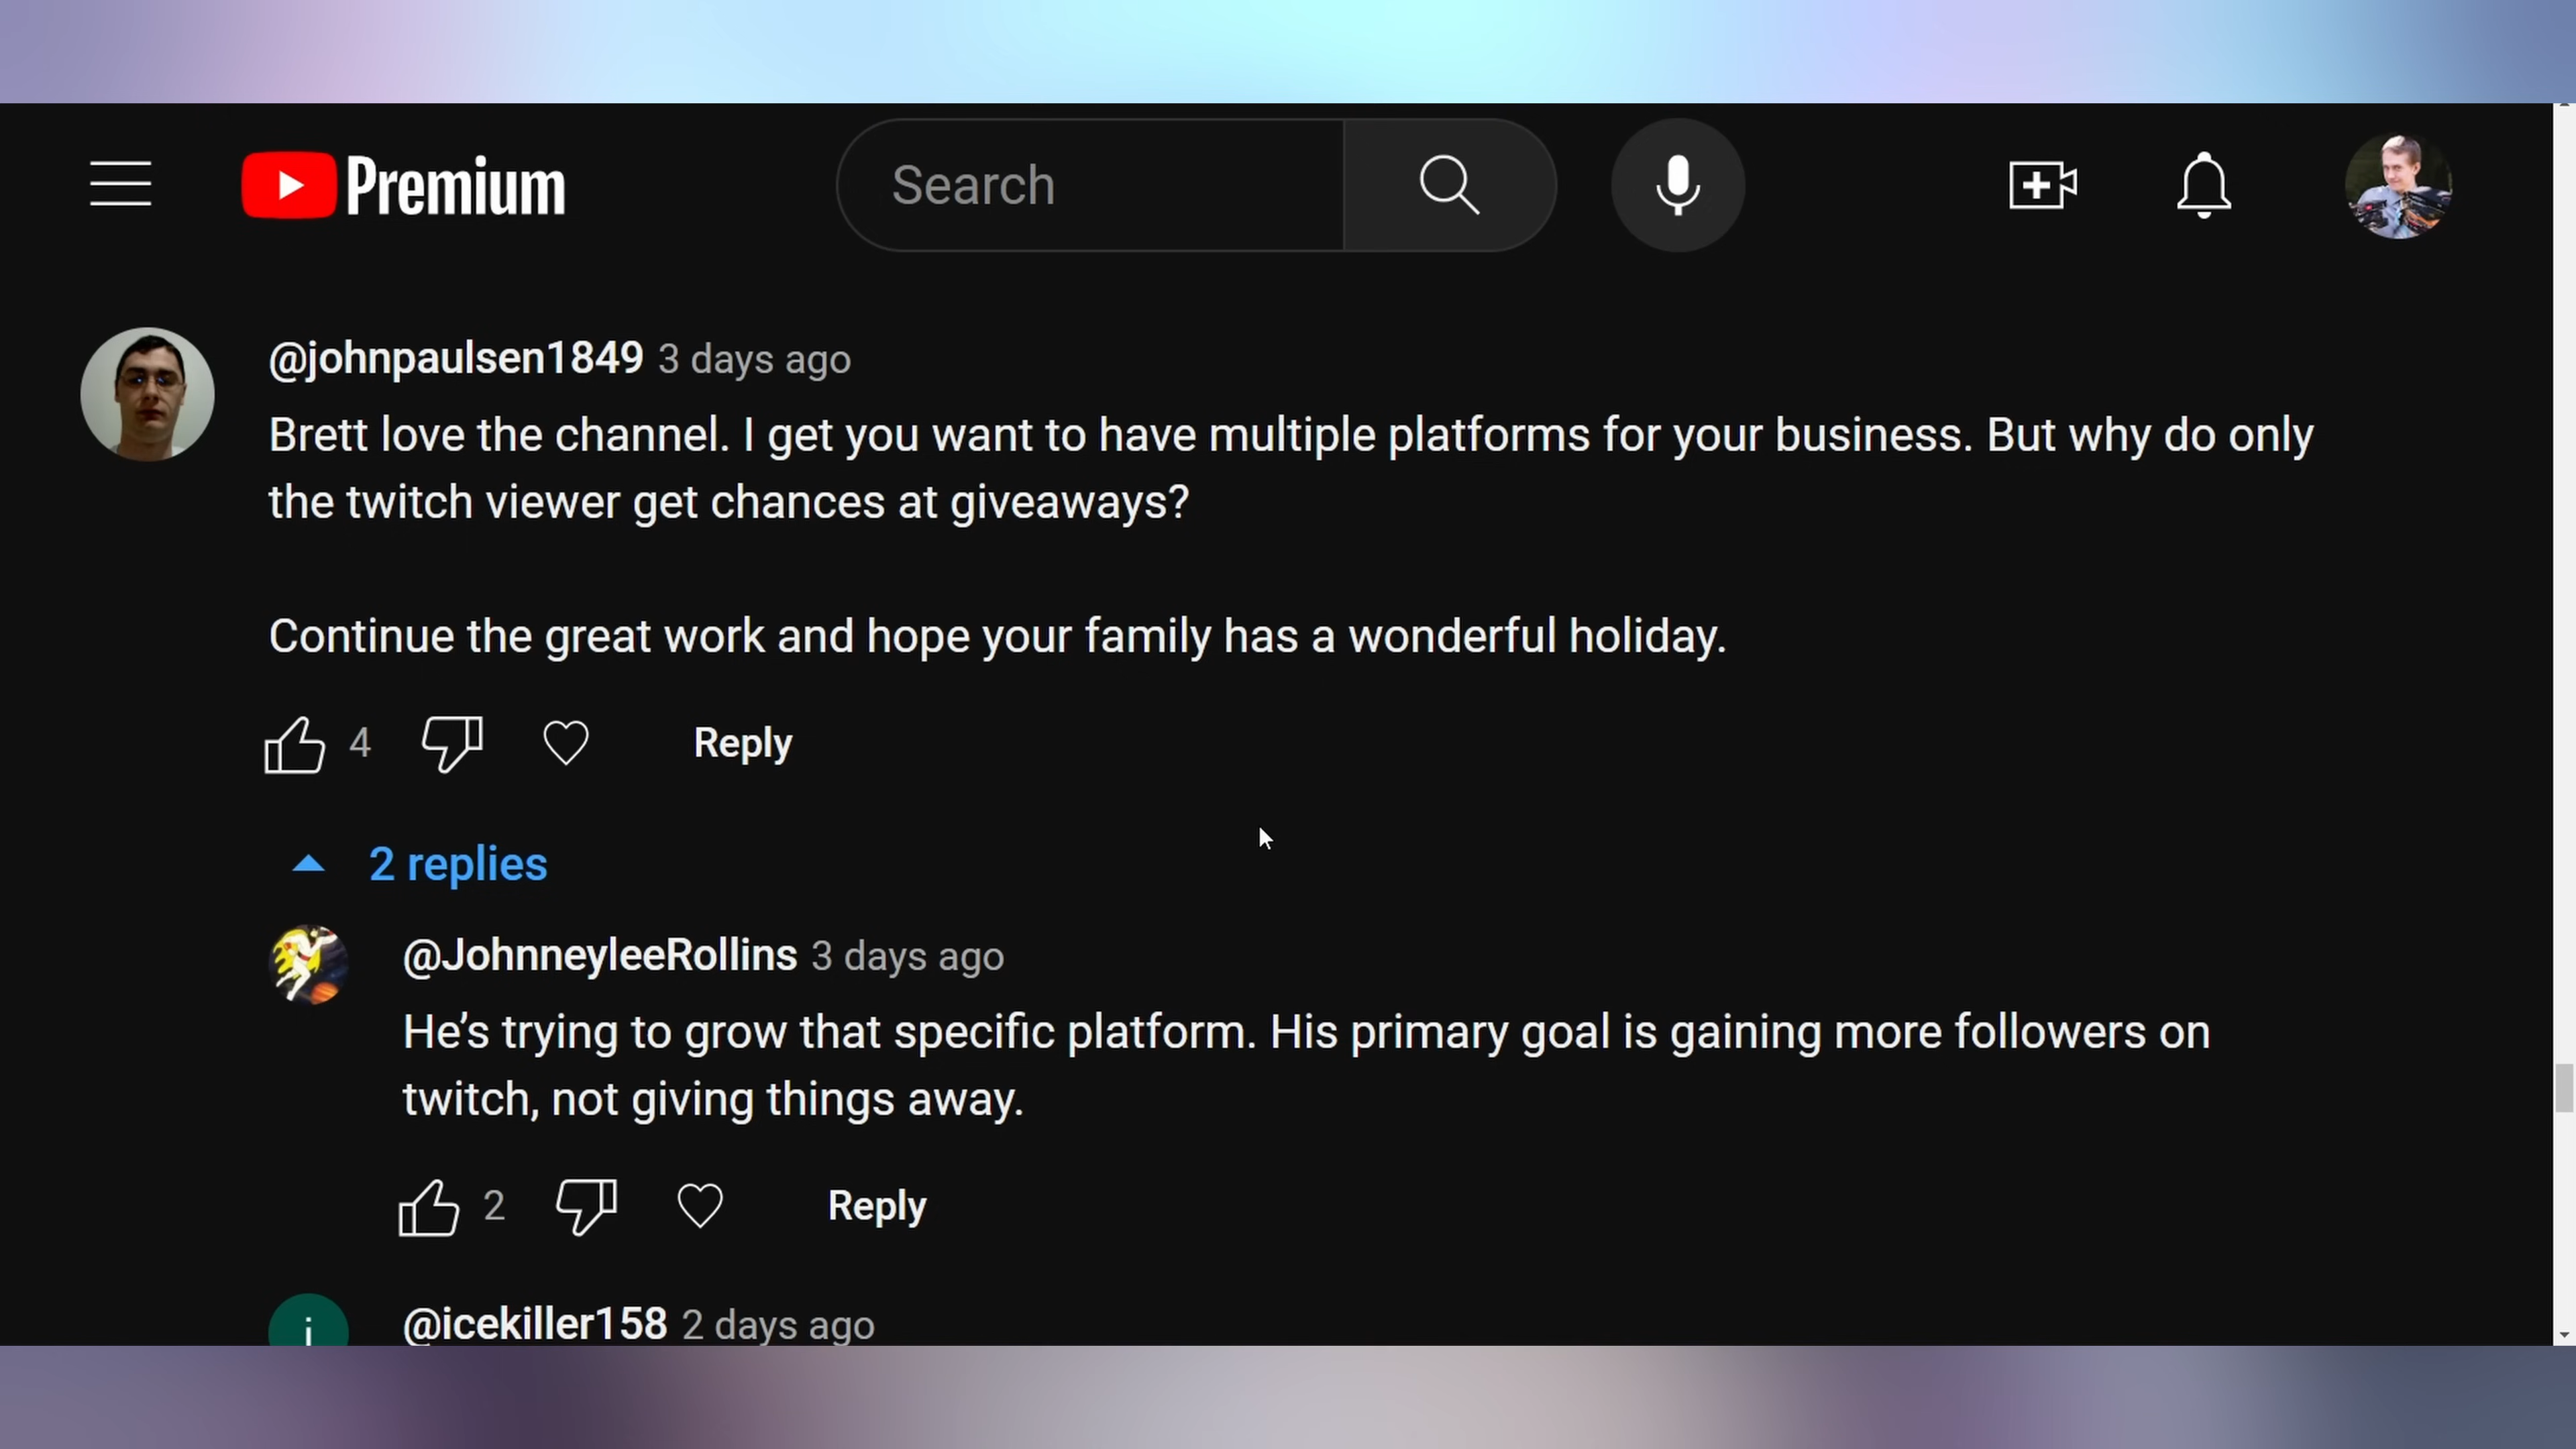 Premium
Search
@johnpaulsen1849 3 days ago
Brett love the channel. I get you want to have multiple platforms for your business. But why do only
the twitch viewer get chances at giveaways?
Continue the great work and hope your family has a wonderful holiday.
4 Reply
2 replies
@JohnneyleeRollins 3 days ago
He’s trying to grow that specific platform. His primary goal is gaining more followers on
twitch, not giving things away.
2 Reply
i @icekiller158 2 days ago